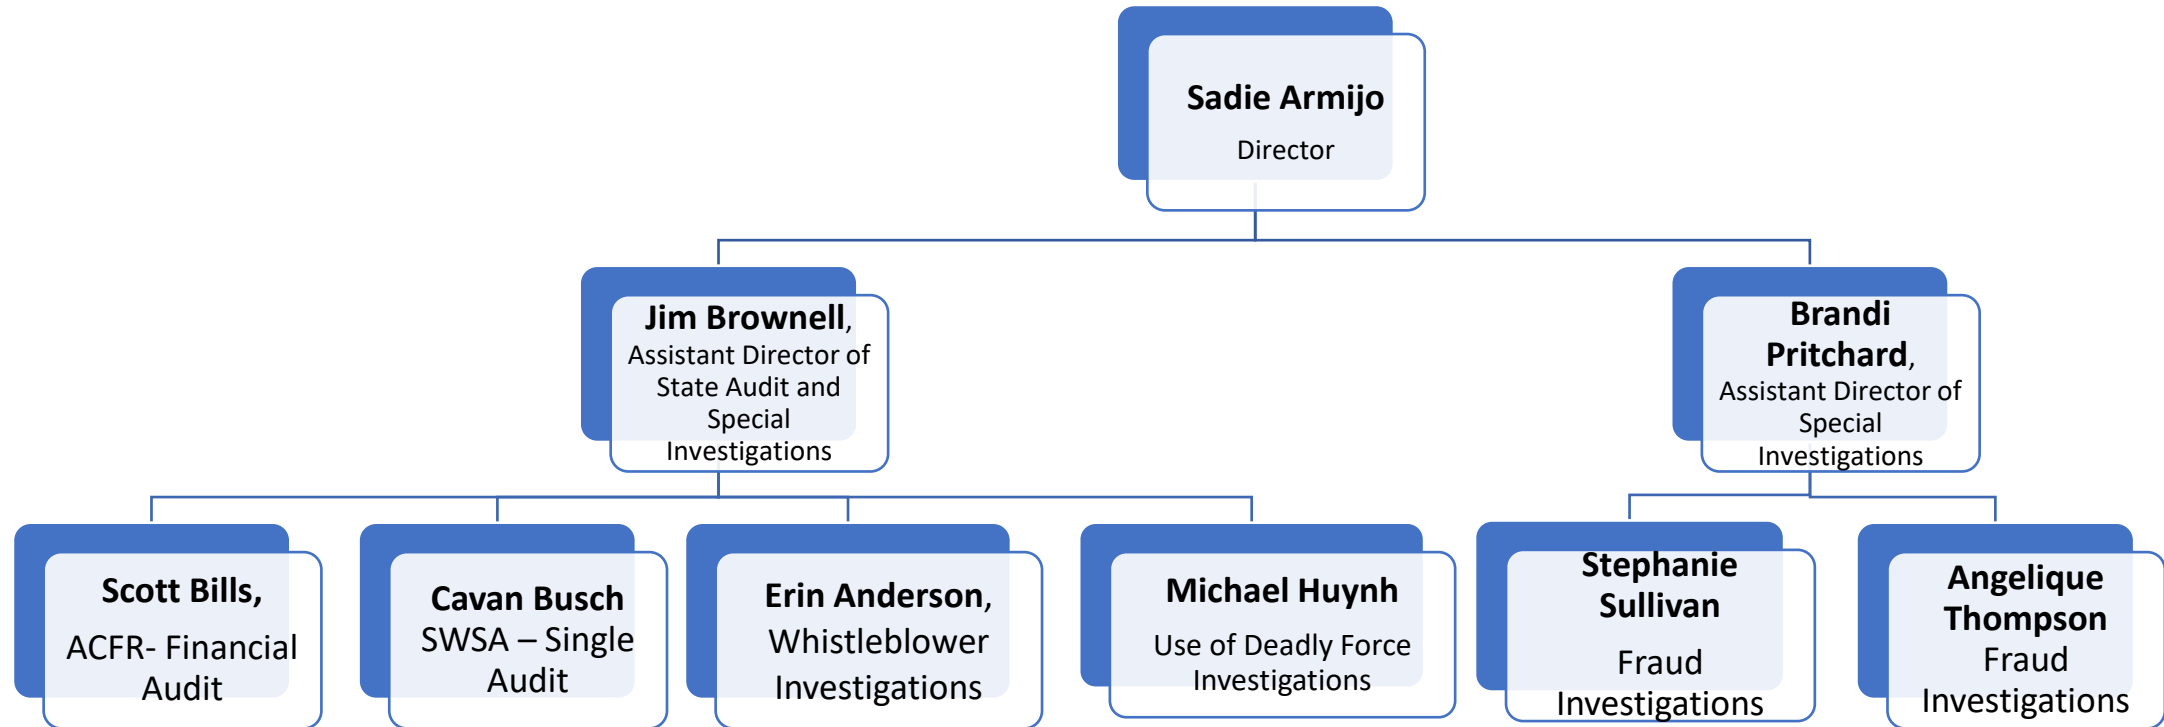 Sadie Armijo
Director
Jim Brownell,
Assistant Director of
State Audit and
Special
Investigations
Brandi
Pritchard,
Assistant Director of
Special
Investigations
Scott Bills,
ACFR- Financial
Audit
Cavan Busch
SWSA – Single
Audit
Erin Anderson,
Whistleblower
Investigations
Michael Huynh
Use of Deadly Force
Investigations
Stephanie
Sullivan
Fraud
Investigations
Angelique
Thompson
Fraud
Investigations